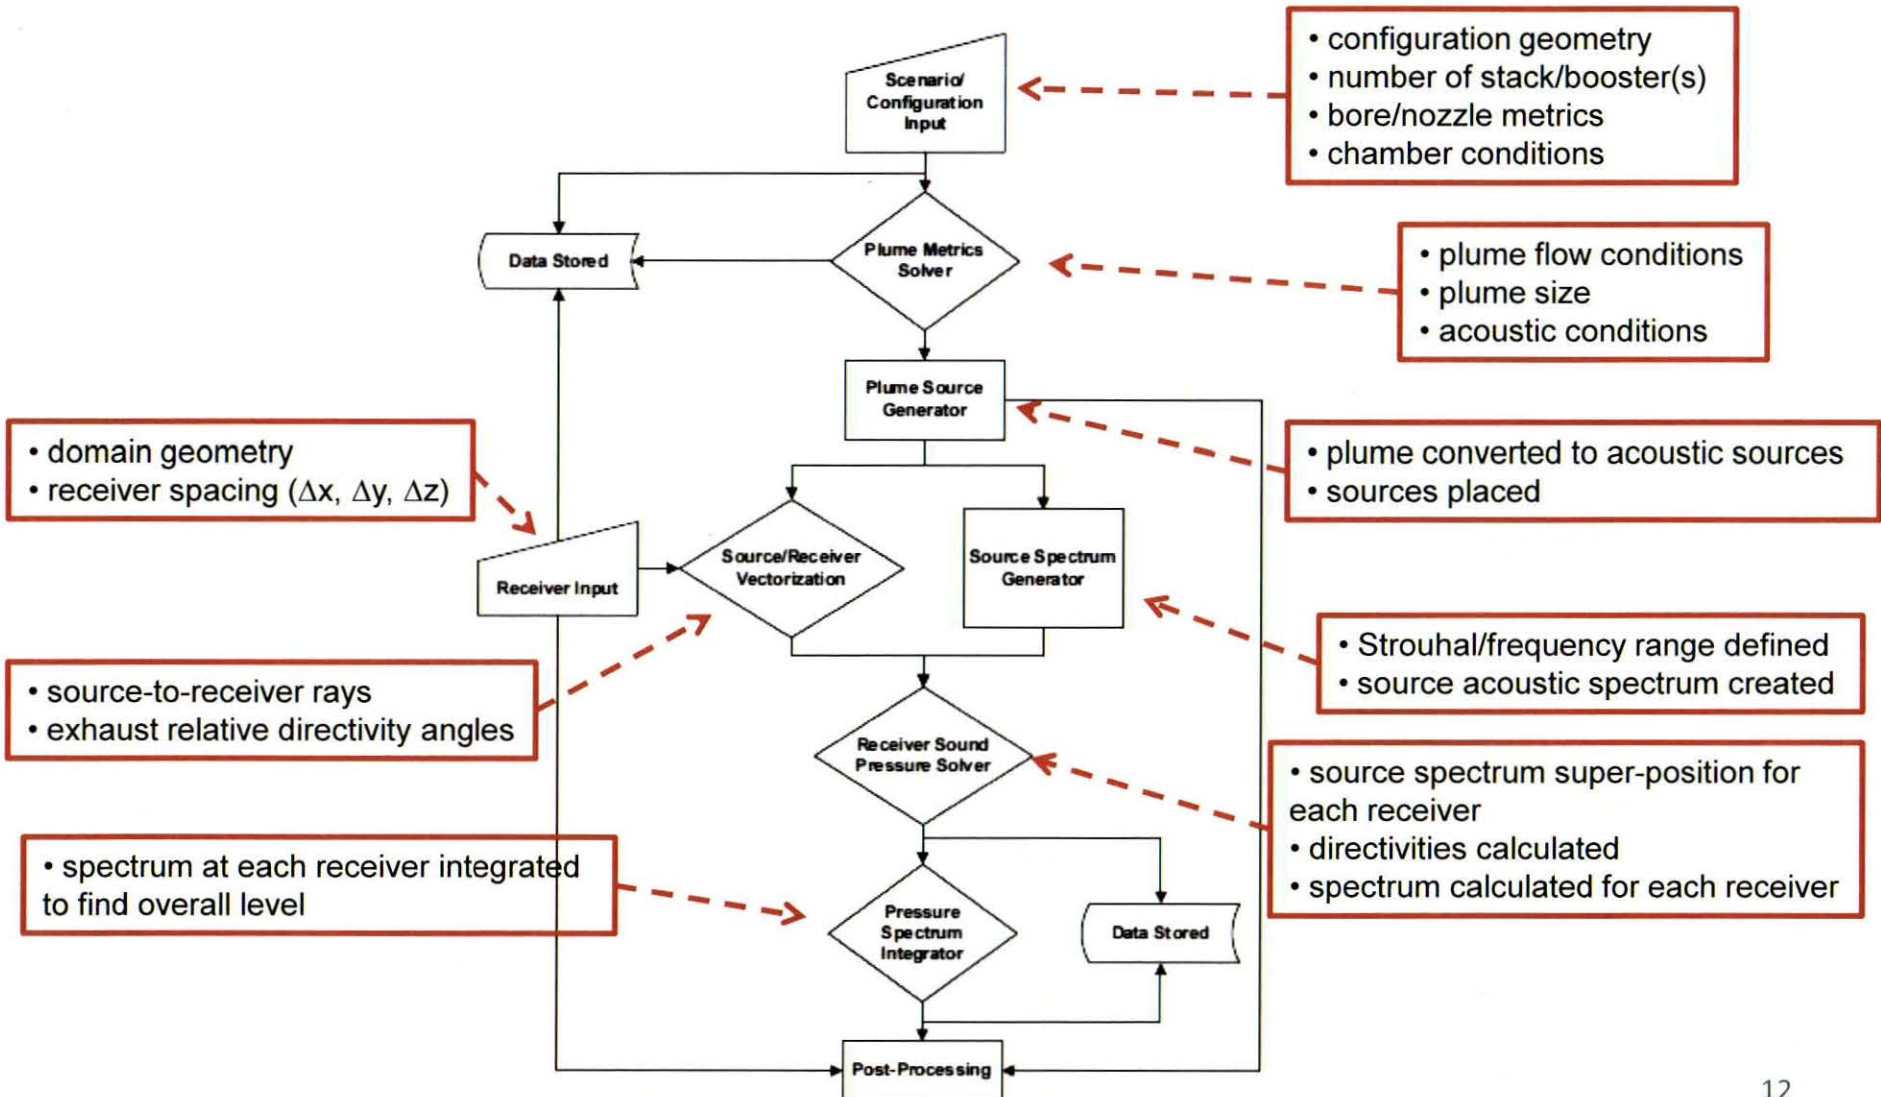 • configuration geometry
• number of stack/booster(s)
• bore/nozzle metrics
• chamber conditions
Scenario/
Configuration
Input
Data Stored
Plume Metrics
Solver
• plume flow conditions
• plume size
• acoustic conditions
Plume Source
Generator
• plume converted to acoustic sources
• sources placed
• domain geometry
• receiver spacing (Δx, Δy, Δz)
Receiver Input
Source/Receiver
Vectorization
Source Spectrum
Generator
• Strouhal/frequency range defined
• source acoustic spectrum created
• source-to-receiver rays
• exhaust relative directivity angles
Receiver Sound
Pressure Solver
• source spectrum super-position for
each receiver
• directivities calculated
• spectrum calculated for each receiver
• spectrum at each receiver integrated
to find overall level
Pressure
Spectrum
Integrator
Data Stored
Post-Processing
12